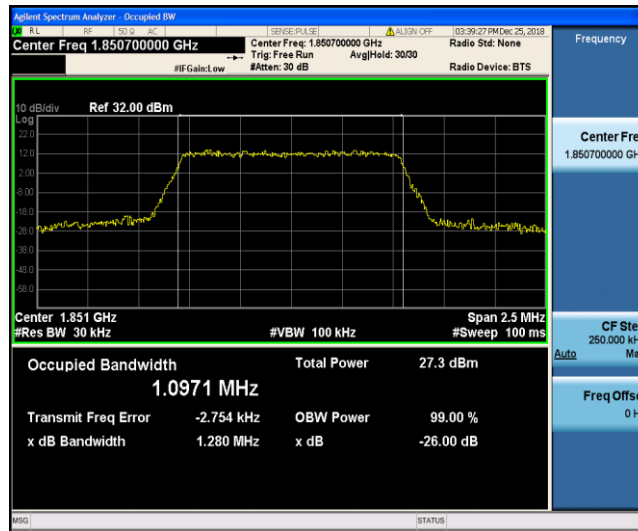 Agilent Spectrum Analyzer - Occupied BW
RL RF 50 Ω AC SENSE:PULSE ALIGN OFF 03:39:27 PM Dec 25, 2018
Center Freq 1.850700000 GHz
Center Freq: 1.850700000 GHz
Radio Std: None
Trig: Free Run Avg|Hold: 30/30
#IFGain:Low
#Atten: 30 dB
Radio Device: BTS
Frequency
10 dB/div Ref 32.00 dBm
Log
22.0
12.0
2.00
-8.00
-18.0
-28.0
-38.0
-48.0
-58.0
Center 1.851 GHz Span 2.5 MHz
#Res BW 30 kHz #VBW 100 kHz #Sweep 100 ms
Center Fre
1.850700000 GH
CF Ste
250.000 kH
Auto Ma
Freq Offse
0 H
Occupied Bandwidth Total Power 27.3 dBm
1.0971 MHz
Transmit Freq Error -2.754 kHz OBW Power 99.00 %
x dB Bandwidth 1.280 MHz x dB -26.00 dB
MSG STATUS